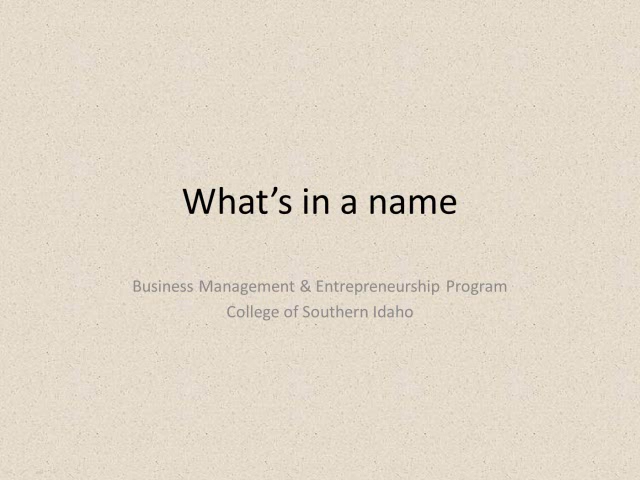 What’s in a name
Business Management & Entrepreneurship Program
College of Southern Idaho